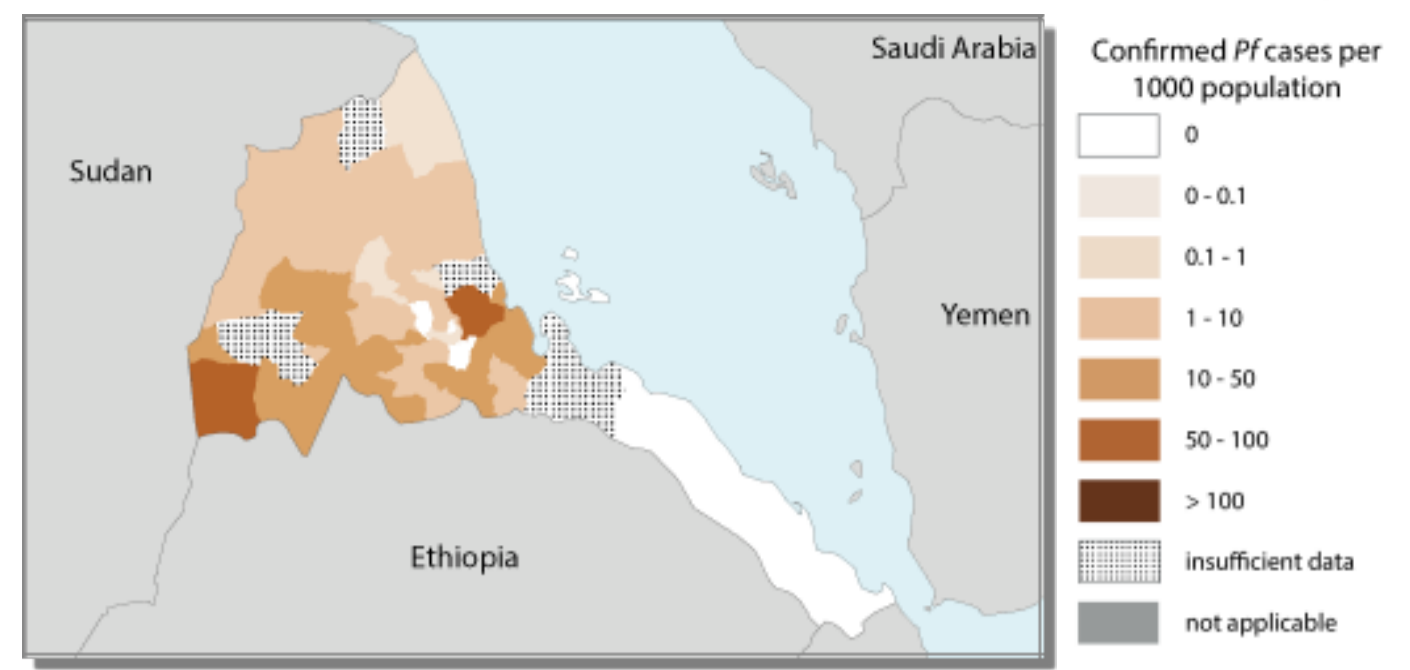 Saudi Arabia
Sudan
Yemen
Ethiopia
Confirmed Pf cases per
1000 population
0
0 - 0.1
0.1 - 1
1 - 10
10 - 50
50 - 100
> 100
insufficient data
not applicable